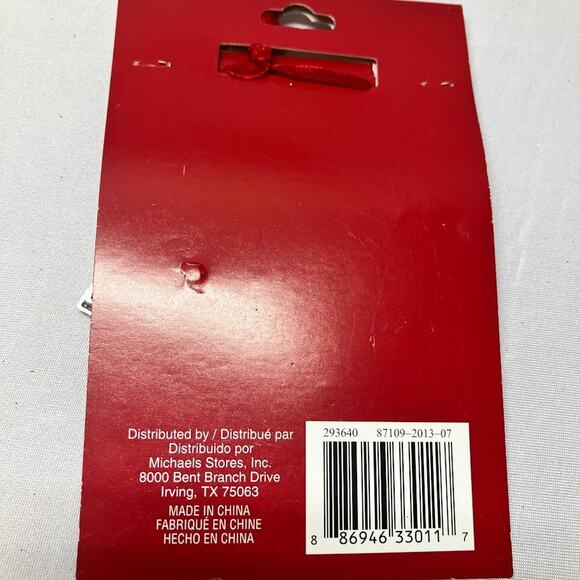 Distributed by / Distribué par
Distribuido por
Michaels Stores, Inc.
8000 Bent Branch Drive
Irving, TX 75063
MADE IN CHINA
FABRIQUÉ EN CHINE
HECHO EN CHINA
293640 87109-2013-07
8 86946 33011 7